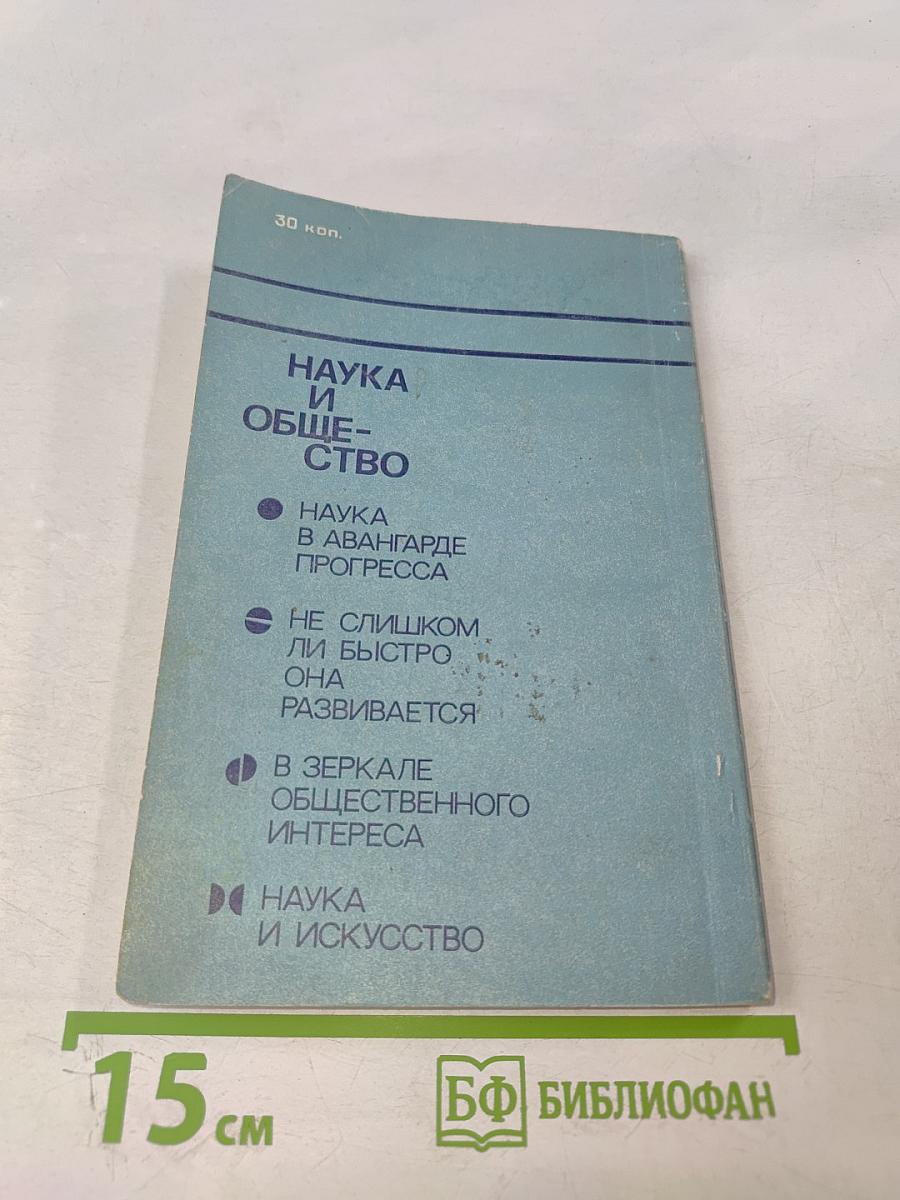 30 коп.
НАУКА
И
ОБЩЕ-
СТВО
НАУКА
В АВАНГАРДЕ
ПРОГРЕССА
НЕ СЛИШКОМ
ЛИ БЫСТРО
ОНА
РАЗВИВАЕТСЯ
В ЗЕРКАЛЕ
ОБЩЕСТВЕННОГО
ИНТЕРЕСА
НАУКА
И ИСКУССТВО
15 см
БФ БИБЛИОФАН